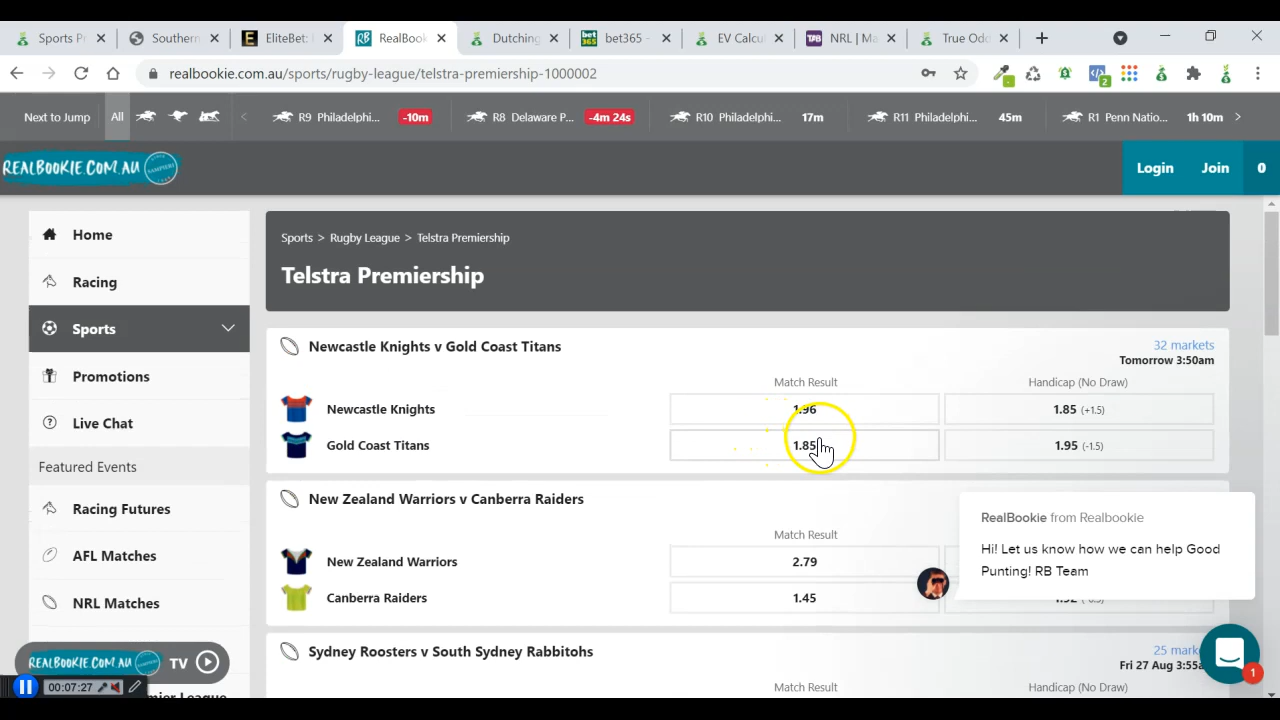 Sports Pr
Southern
EliteBet:
RealBook
Dutching
bet365 -
EV Calcu
NRL | Ma
True Odd
realbookie.com.au/sports/rugby-league/telstra-premiership-1000002
2
Next to Jump
All
R9 Philadelphi...
-10m
R8 Delaware P...
-4m 24s
R10 Philadelphi...
17m
R11 Philadelphi...
45m
R1 Penn Natio...
1h 10m
REALBOOKIE.COM.AU
Login
Join
0
Home
Racing
Sports
Promotions
Live Chat
Featured Events
Racing Futures
AFL Matches
NRL Matches
Sports > Rugby League > Telstra Premiership
Telstra Premiership
Newcastle Knights v Gold Coast Titans
32 markets
Tomorrow 3:50am
Match Result
Handicap (No Draw)
Newcastle Knights
1.96
1.85 (+1.5)
Gold Coast Titans
1.85
1.95 (-1.5)
New Zealand Warriors v Canberra Raiders
Match Result
New Zealand Warriors
2.79
Canberra Raiders
1.45
RealBookie from Realbookie
Hi! Let us know how we can help Good
Punting! RB Team
Sydney Roosters v South Sydney Rabbitohs
25
Fri 27 Aug
Match Result
Handicap (No Draw)
REALBOOKIE.COM.AU TV
00:07:27
League
1